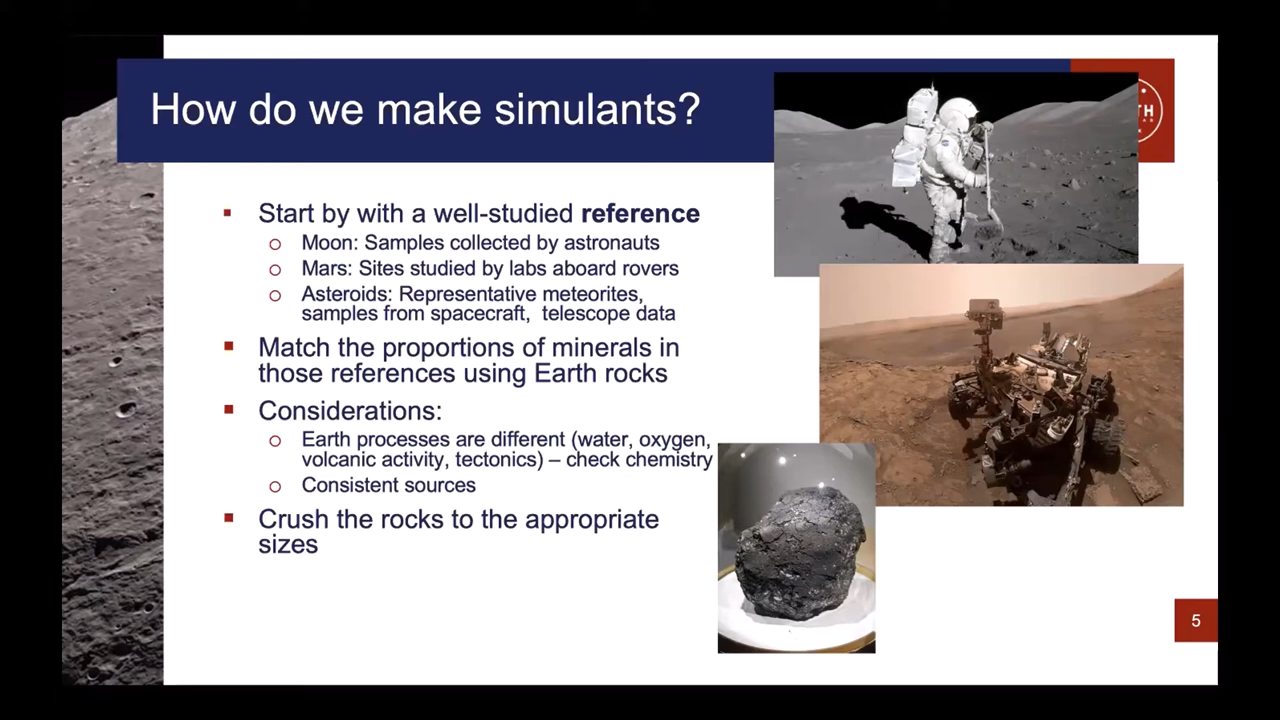 How do we make simulants?
TH
▪ Start by with a well-studied reference
o Moon: Samples collected by astronauts
o Mars: Sites studied by labs aboard rovers
o Asteroids: Representative meteorites,
samples from spacecraft, telescope data
▪ Match the proportions of minerals in
those references using Earth rocks
▪ Considerations:
o Earth processes are different (water, oxygen,
volcanic activity, tectonics) – check chemistry
o Consistent sources
▪ Crush the rocks to the appropriate
sizes
5